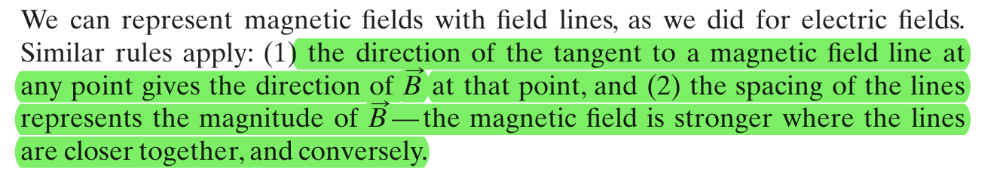 We can represent magnetic fields with field lines, as we did for electric fields.
Similar rules apply: (1) the direction of the tangent to a magnetic field line at
any point gives the direction of B⃗ at that point, and (2) the spacing of the lines
represents the magnitude of B⃗—the magnetic field is stronger where the lines
are closer together, and conversely.